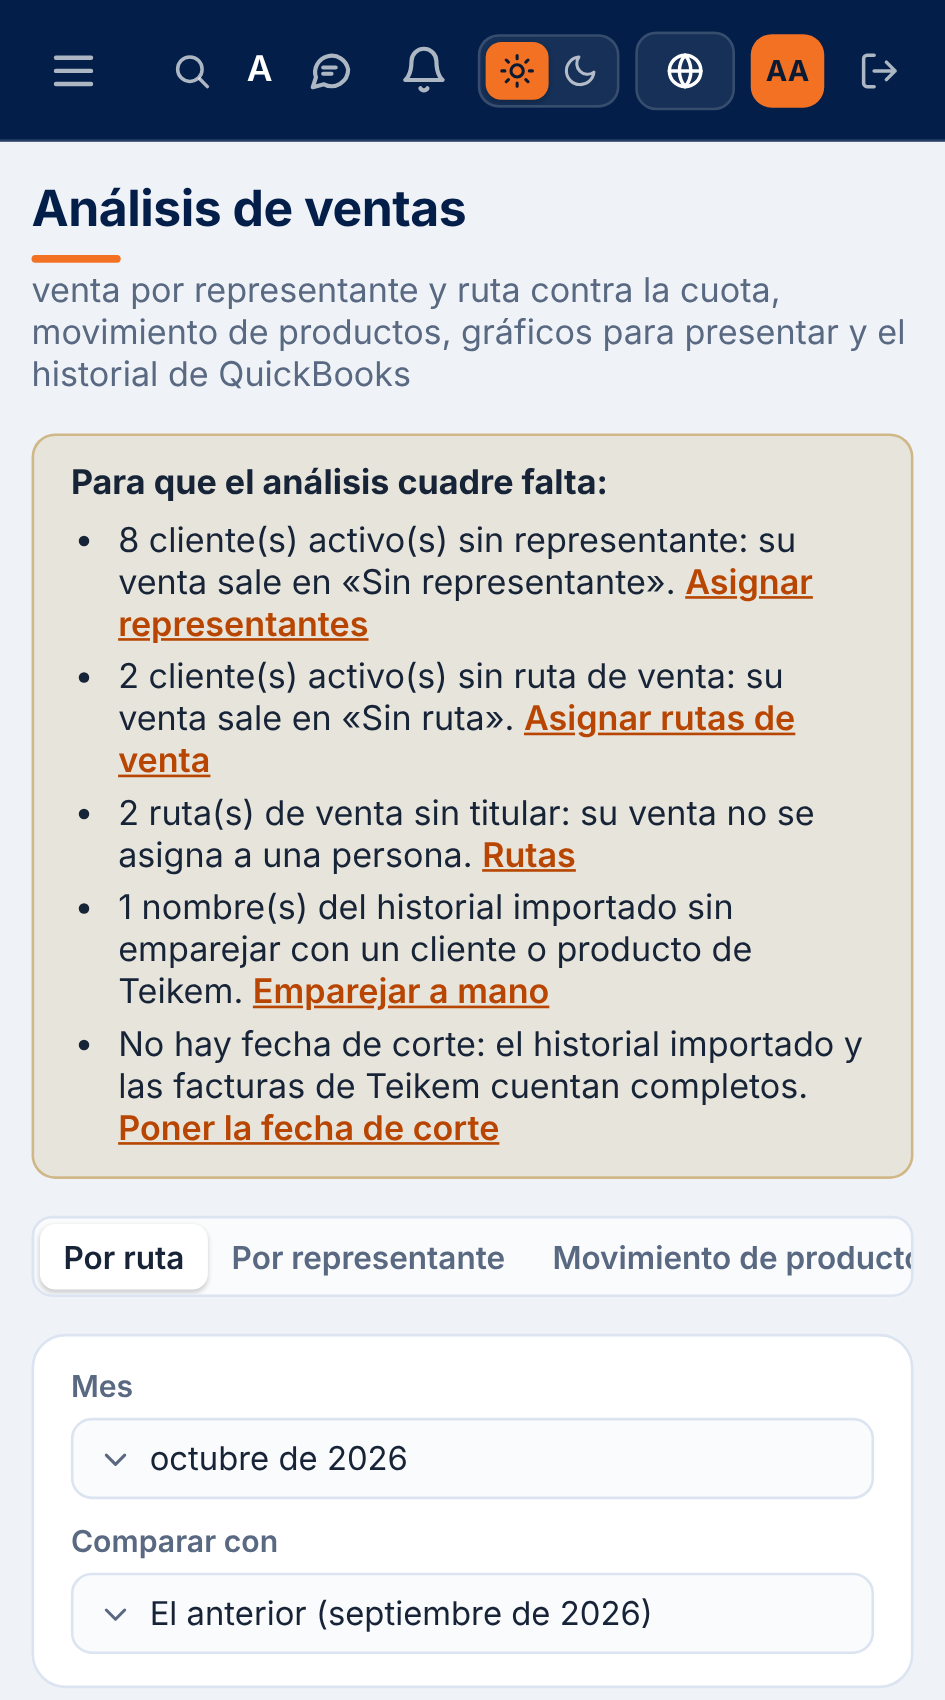 A
AA
Análisis de ventas
venta por representante y ruta contra la cuota,
movimiento de productos, gráficos para presentar y el
historial de QuickBooks
Para que el análisis cuadre falta:
• 8 cliente(s) activo(s) sin representante: su
venta sale en «Sin representante». Asignar
representantes
• 2 cliente(s) activo(s) sin ruta de venta: su
venta sale en «Sin ruta». Asignar rutas de
venta
• 2 ruta(s) de venta sin titular: su venta no se
asigna a una persona. Rutas
• 1 nombre(s) del historial importado sin
emparejar con un cliente o producto de
Teikem. Emparejar a mano
• No hay fecha de corte: el historial importado y
las facturas de Teikem cuentan completos.
Poner la fecha de corte
Por ruta Por representante Movimiento de producto
Mes
octubre de 2026
Comparar con
El anterior (septiembre de 2026)